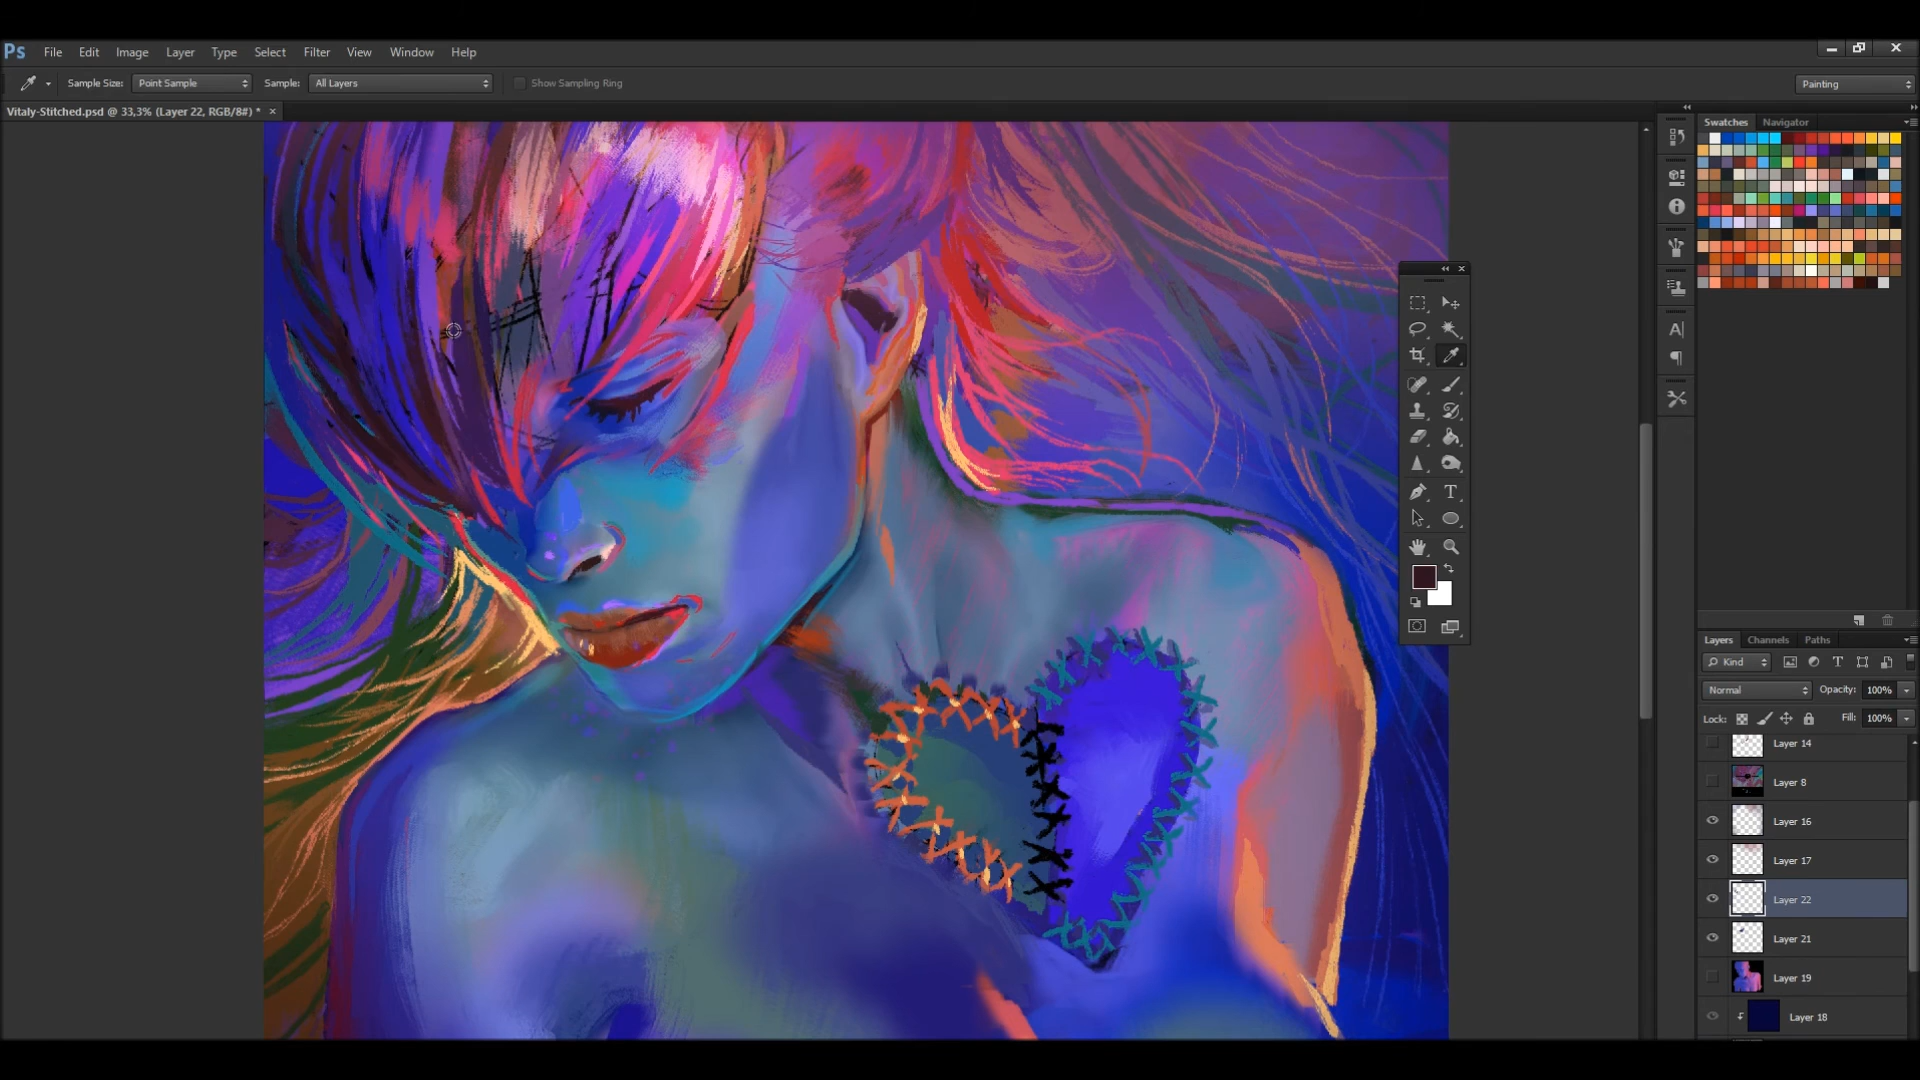 Ps File Edit Image Layer Type Select Filter View Window Help
Sample Size: Point Sample Sample: All Layers Show Sampling Ring Painting
Vitaly-Stitched.psd @ 33,3% (Layer 22, RGB/8#) * ×
Swatches Navigator
Layers Channels Paths
Kind
Normal Opacity: 100%
Lock: Fill: 100%
Layer 14
Layer 8
Layer 16
Layer 17
Layer 22
Layer 21
Layer 19
Layer 18